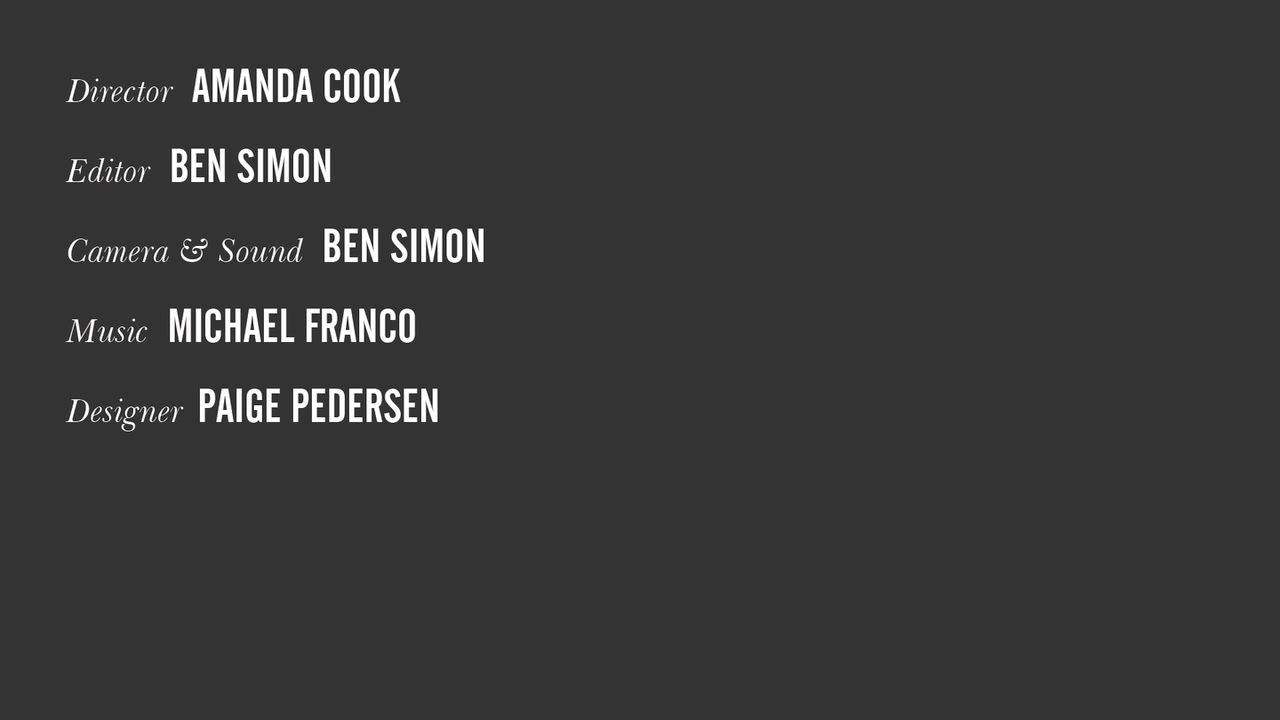 Director AMANDA COOK
Editor BEN SIMON
Camera & Sound BEN SIMON
Music MICHAEL FRANCO
Designer PAIGE PEDERSEN